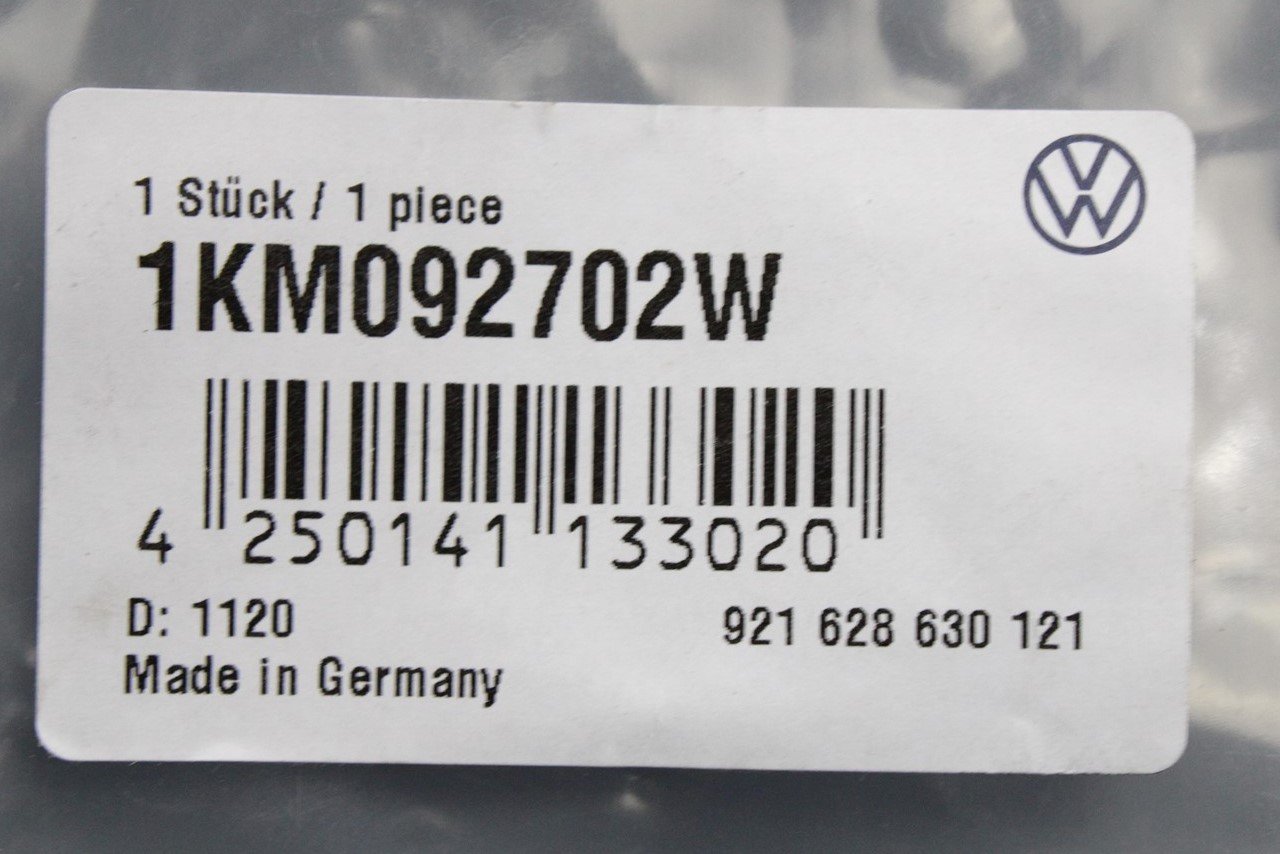 1 Stück / 1 piece
1KM092702W
4 250141 133020
D: 1120 921 628 630 121
Made in Germany